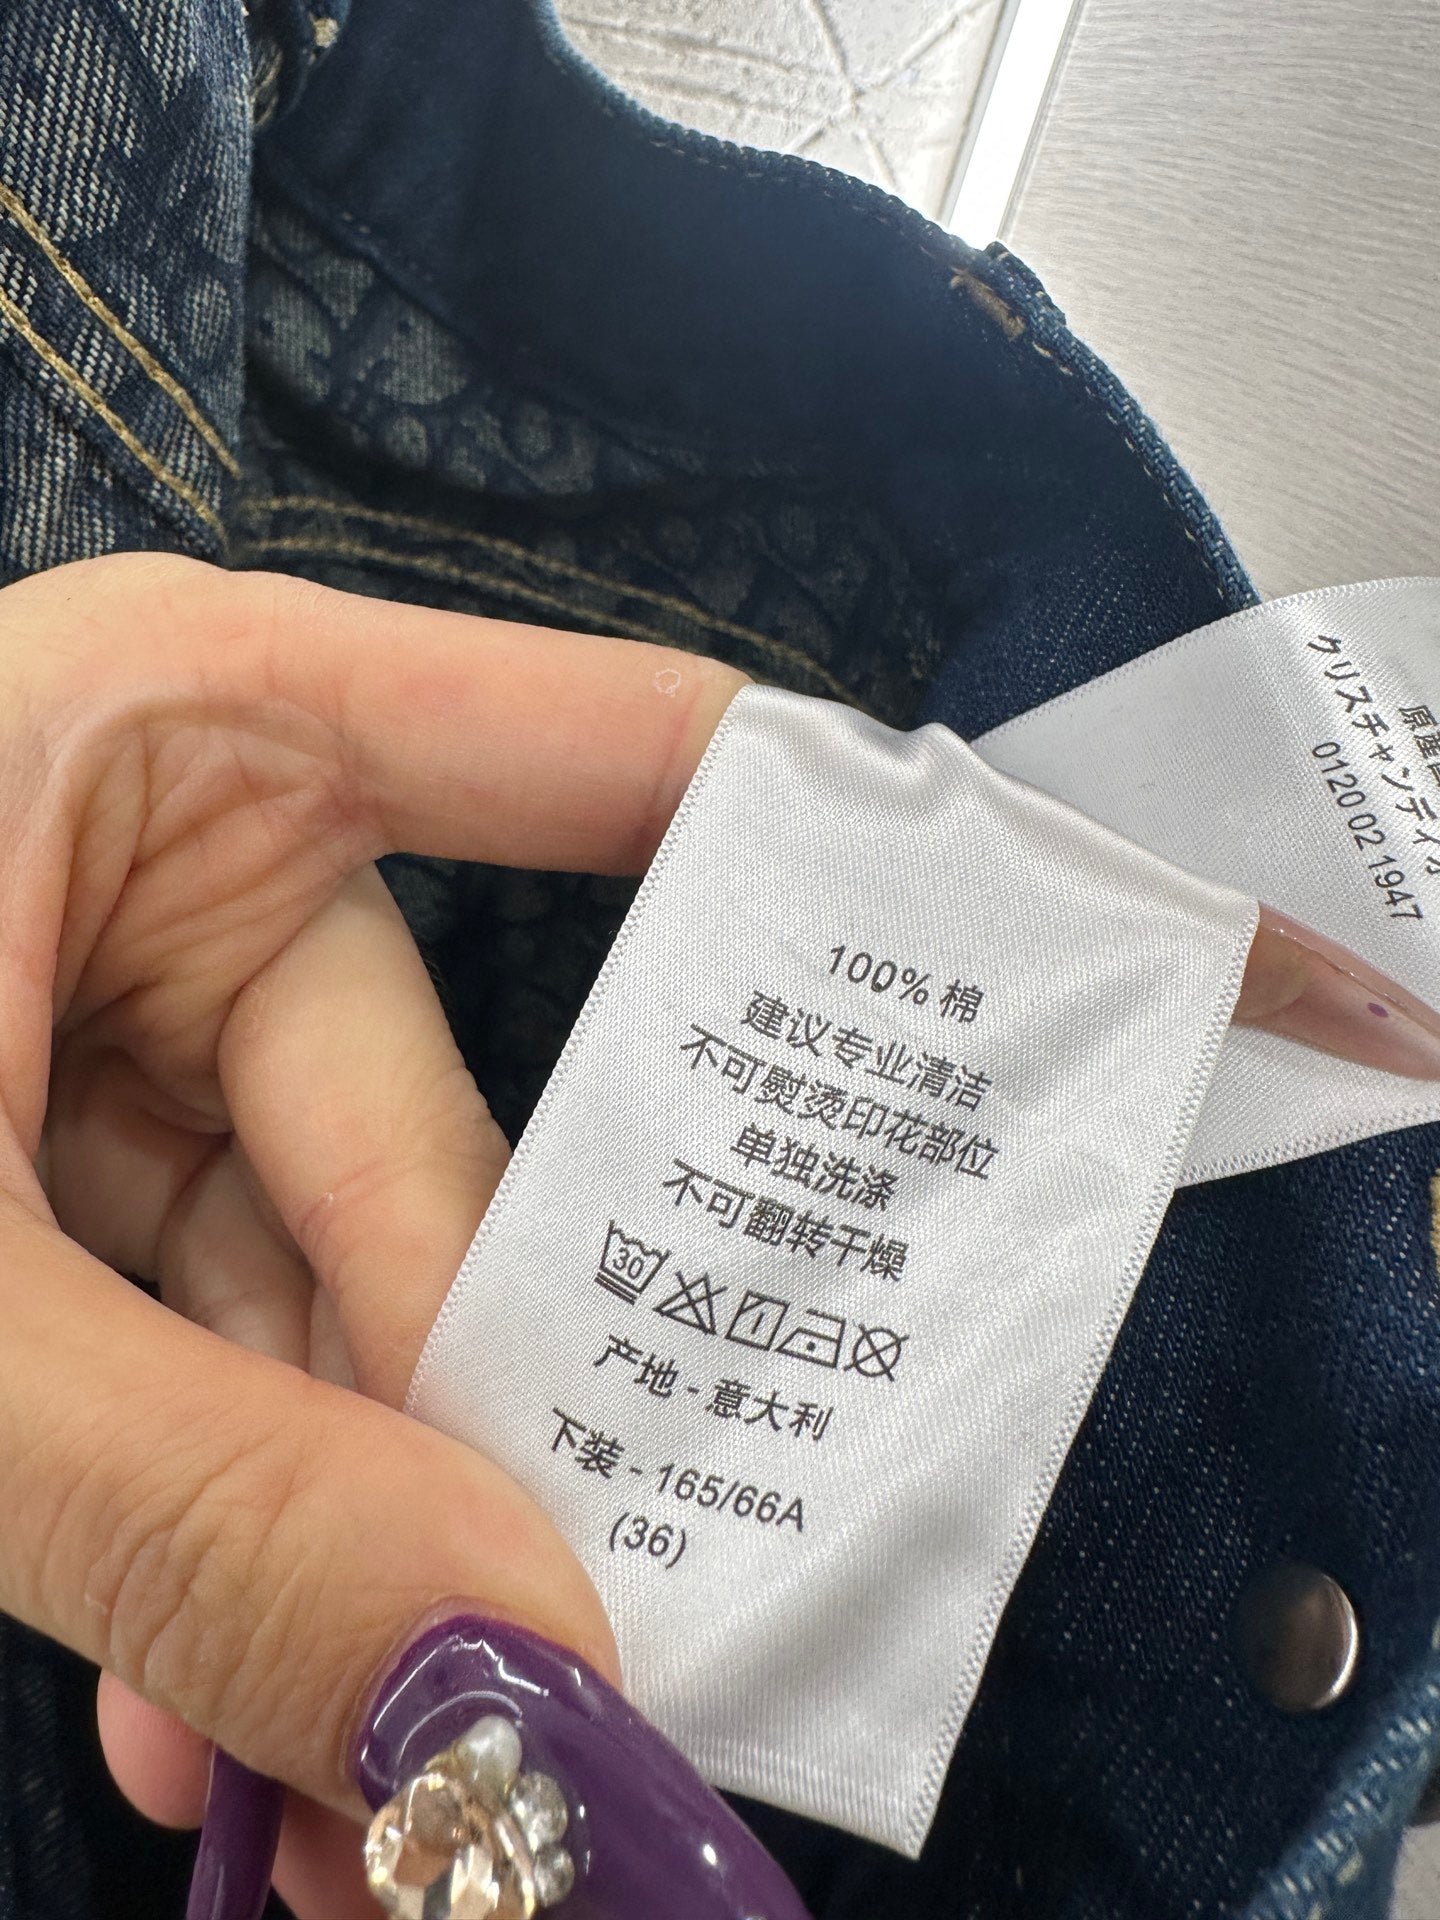 100% 棉
建议专业清洁
不可熨烫印花部位
单独洗涤
不可翻转干燥
30
产地 - 意大利
下装 - 165/66A
(36)
クリスチャンディオ
0120 02 1947